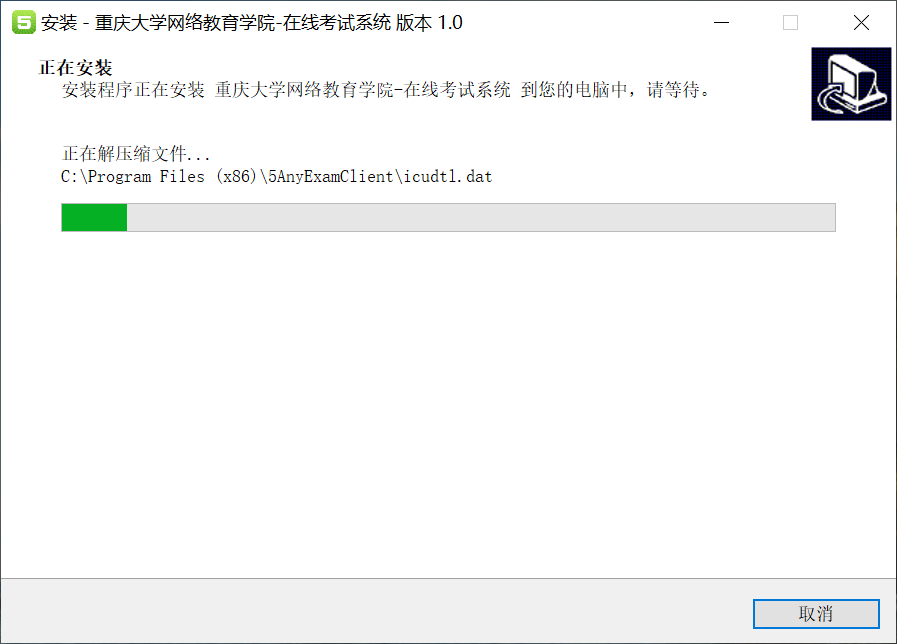 5 安装 - 重庆大学网络教育学院-在线考试系统 版本 1.0
正在安装
安装程序正在安装 重庆大学网络教育学院-在线考试系统 到您的电脑中，请等待。
正在解压缩文件...
C:\Program Files (x86)\5AnyExamClient\icudtl.dat
取消